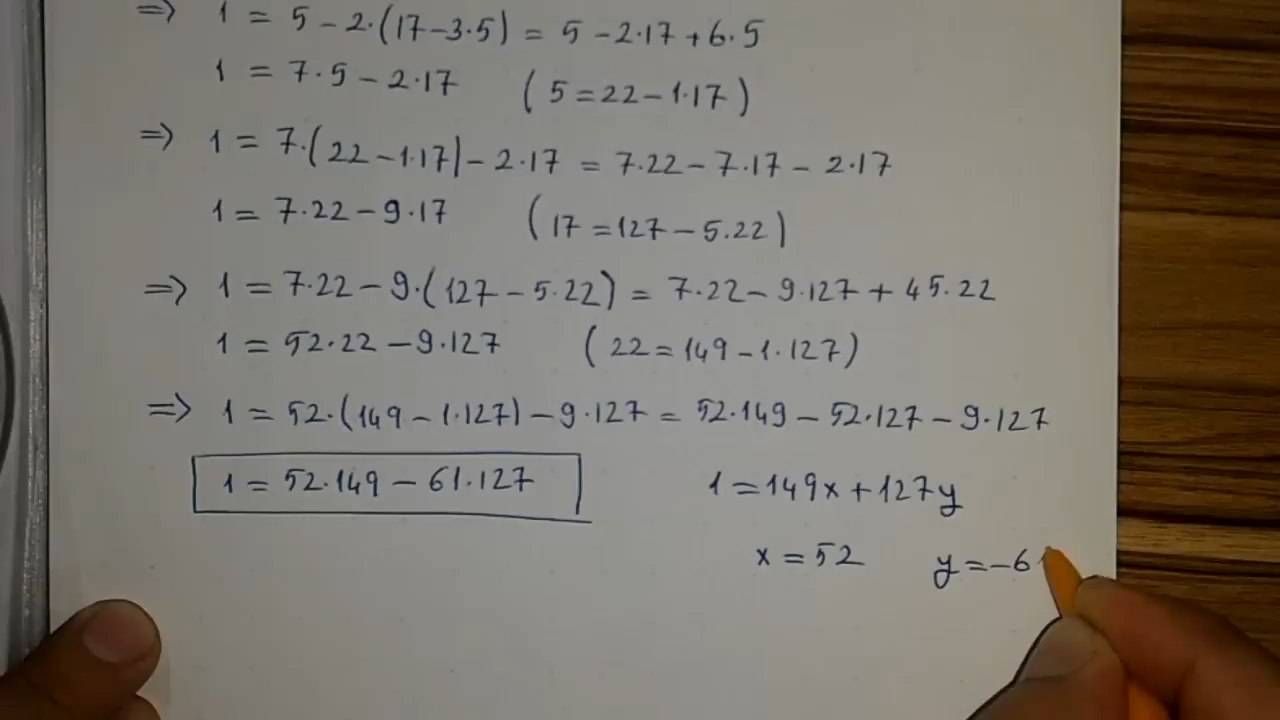 ⇒ 1 = 5 - 2·(17-3·5) = 5 - 2·17 + 6·5
1 = 7·5 - 2·17 (5 = 22 - 1·17)
⇒ 1 = 7·(22 - 1·17) - 2·17 = 7·22 - 7·17 - 2·17
1 = 7·22 - 9·17 (17 = 127 - 5·22)
⇒ 1 = 7·22 - 9·(127 - 5·22) = 7·22 - 9·127 + 45·22
1 = 52·22 - 9·127 (22 = 149 - 1·127)
⇒ 1 = 52·(149 - 1·127) - 9·127 = 52·149 - 52·127 - 9·127
1 = 52·149 - 61·127 1 = 149x + 127y
x = 52 y = -61